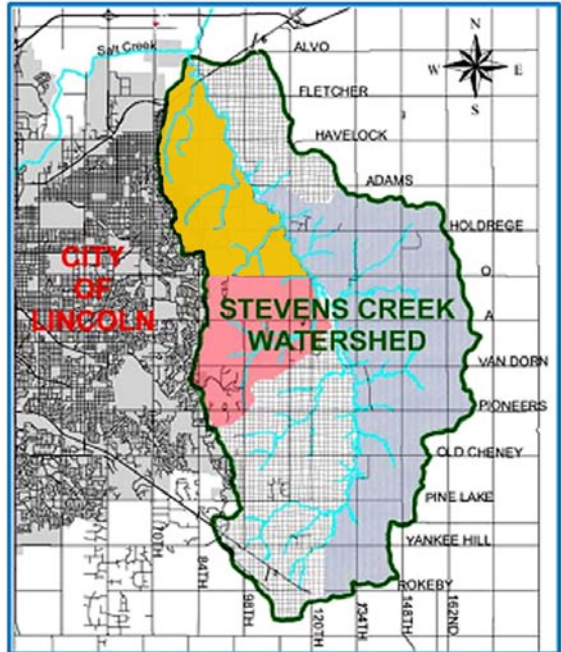 Salt Creek
ALVO
N
W E
S
FLETCHER
HAVELOCK
ADAMS
HOLDREGE
O
CITY
OF
LINCOLN
STEVENS CREEK
WATERSHED
A
VAN DORN
PIONEERS
OLD CHENEY
PINE LAKE
YANKEE HILL
ROKEBY
70TH
84TH
98TH
120TH
134TH
148TH
162ND